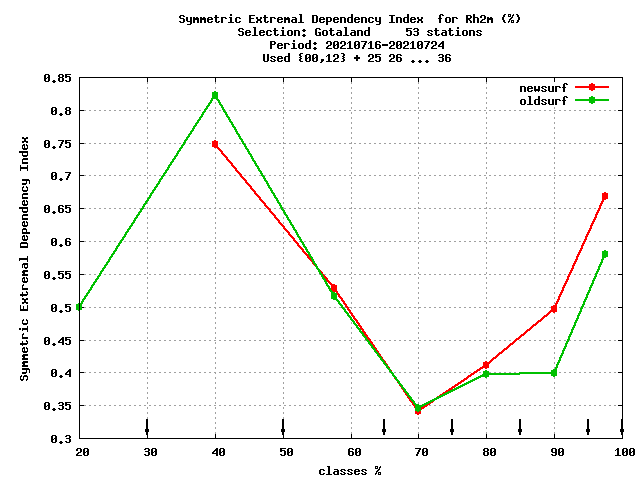 Symmetric Extremal Dependency Index  for Rh2m (%)
Selection: Gotaland     53 stations
Period: 20210716-20210724
Used {00,12} + 25 26 ... 36
newsurf
oldsurf
Symmetric Extremal Dependency Index
0.85
0.8
0.75
0.7
0.65
0.6
0.55
0.5
0.45
0.4
0.35
0.3
20 30 40 50 60 70 80 90 100
classes %